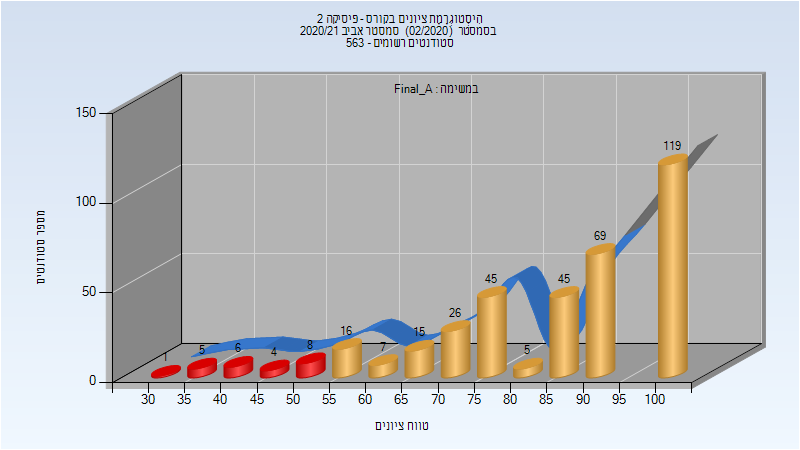 היסטוגרמת ציונים בקורס - פיסיקה 2
בסמסטר (02/2020) סמסטר אביב 2020/21
סטודנטים רשומים - 563
במשימה : Final_A
מספר סטודנטים
150
100
50
0
1
5
6
4
8
16
7
15
26
45
5
45
69
119
30 35 40 45 50 55 60 65 70 75 80 85 90 95 100
טווח ציונים